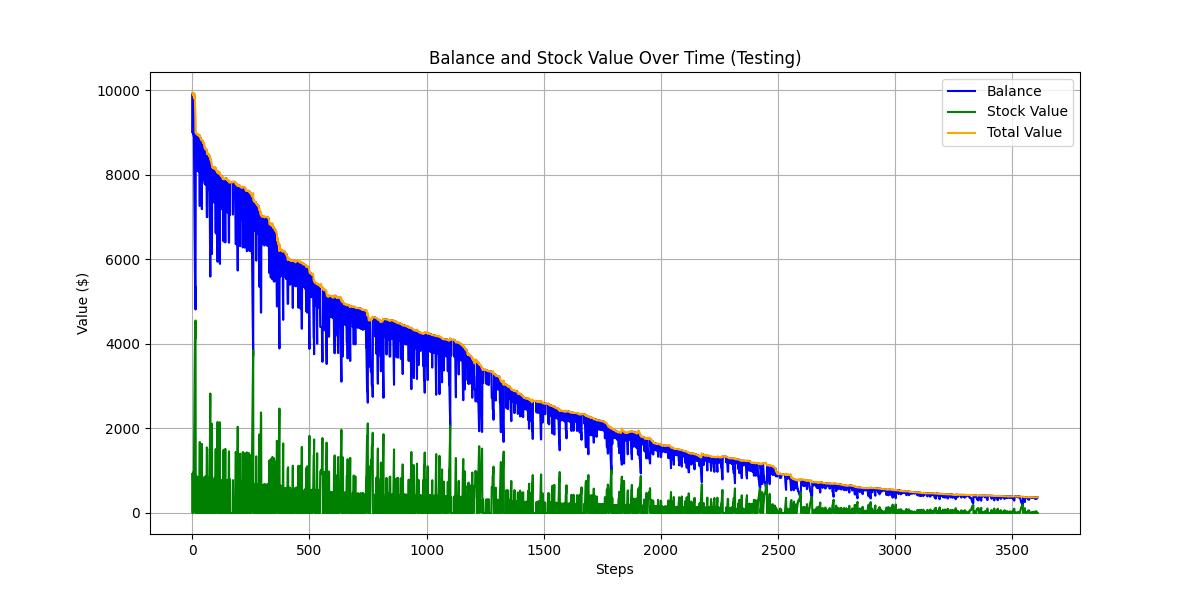 Balance and Stock Value Over Time (Testing)
Balance
Stock Value
Total Value
Value ($)
10000
8000
6000
4000
2000
0
0
500
1000
1500
2000
2500
3000
3500
Steps